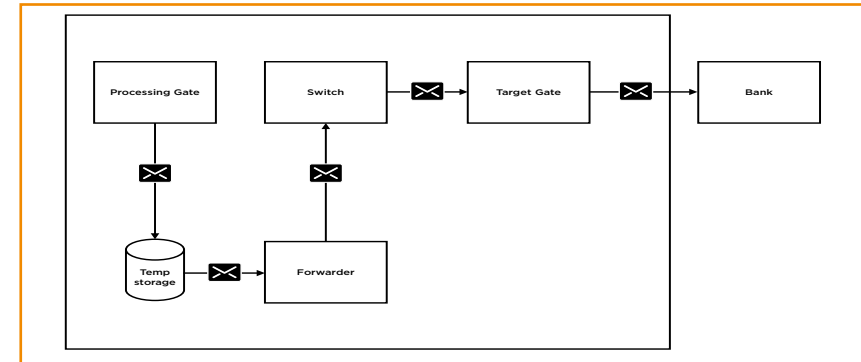 Processing Gate
Switch
Target Gate
Bank
Temp
storage
Forwarder